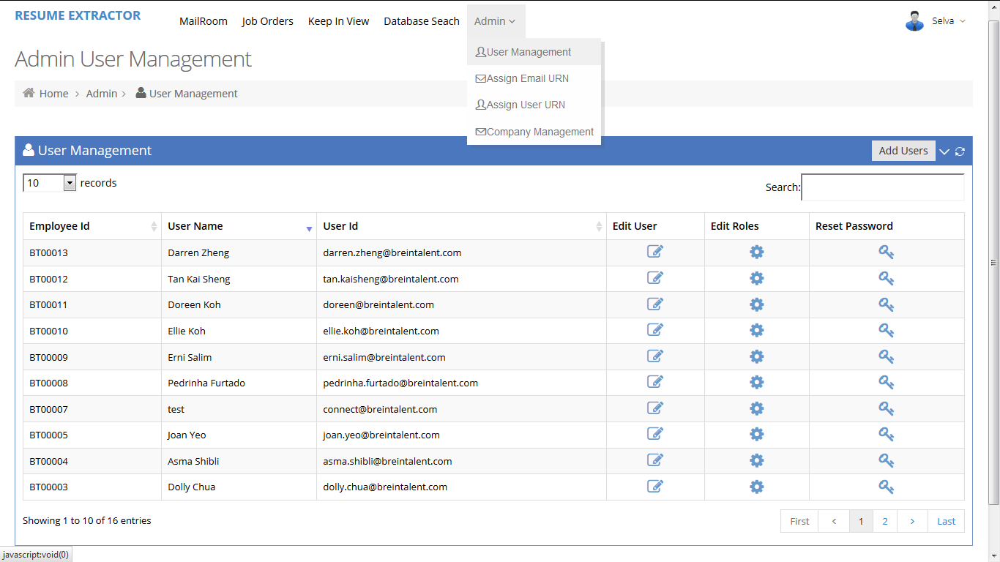 RESUME EXTRACTOR MailRoom Job Orders Keep In View Database Seach Admin Selva
User Management
Assign Email URN
Assign User URN
Company Management
Admin User Management
Home > Admin > User Management
User Management Add Users
10 records Search:
Employee Id User Name User Id Edit User Edit Roles Reset Password
BT00013 Darren Zheng darren.zheng@breintalent.com
BT00012 Tan Kai Sheng tan.kaisheng@breintalent.com
BT00011 Doreen Koh doreen@breintalent.com
BT00010 Ellie Koh ellie.koh@breintalent.com
BT00009 Erni Salim erni.salim@breintalent.com
BT00008 Pedrinha Furtado pedrinha.furtado@breintalent.com
BT00007 test connect@breintalent.com
BT00005 Joan Yeo joan.yeo@breintalent.com
BT00004 Asma Shibli asma.shibli@breintalent.com
BT00003 Dolly Chua dolly.chua@breintalent.com
Showing 1 to 10 of 16 entries First < 1 2 > Last
javascript:void(0)